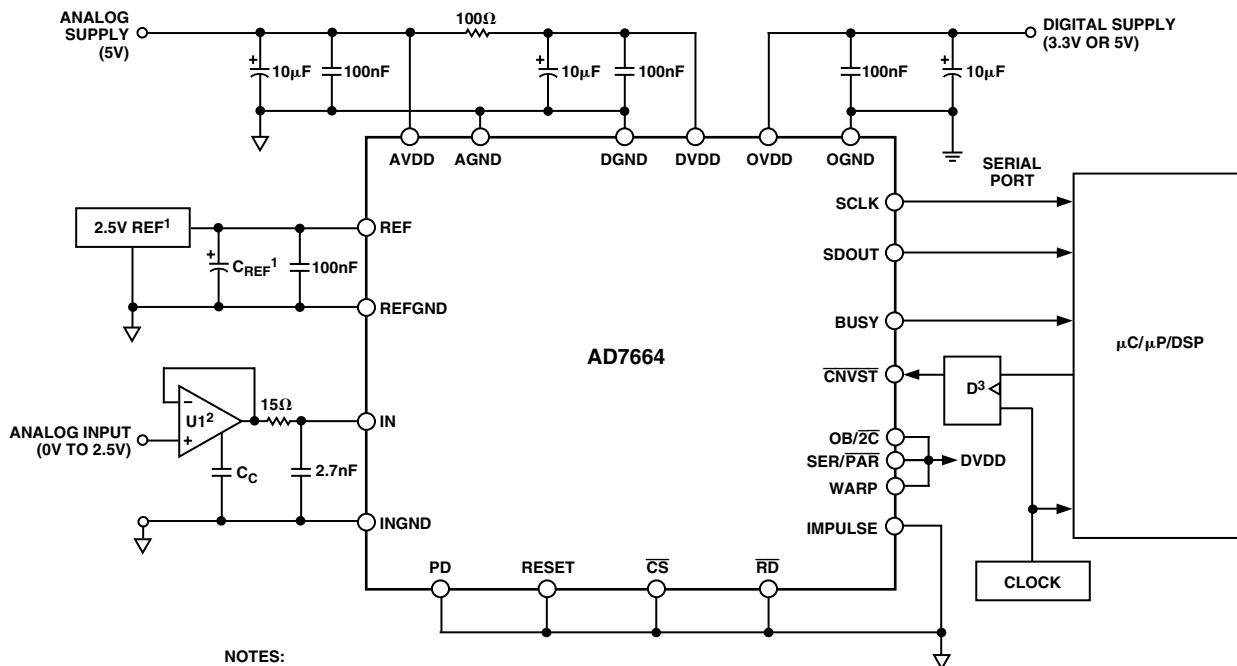 ANALOG
SUPPLY
(5V)
100Ω
DIGITAL SUPPLY
(3.3V OR 5V)
+
10μF
100nF
+
10μF
100nF
100nF
+
10μF
AVDD
AGND
DGND
DVDD
OVDD
OGND
SERIAL
PORT
SCLK
2.5V REF¹
REF
+
C_REF¹
100nF
SDOUT
REFGND
BUSY
AD7664
μC/μP/DSP
CNVST
D³
15Ω
–
U1²
+
IN
ANALOG INPUT
(0V TO 2.5V)
OB/2C
SER/PAR
DVDD
WARP
C_C
2.7nF
INGND
IMPULSE
PD
RESET
CS
RD
CLOCK
NOTES: